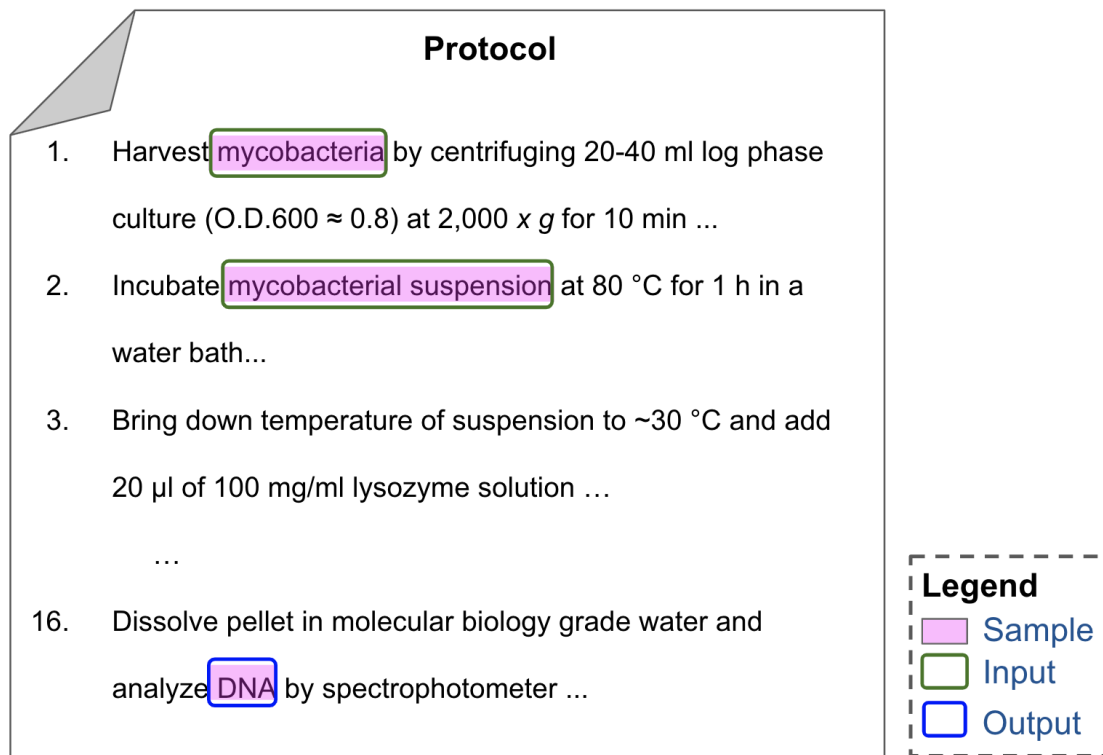 Protocol
1. Harvest mycobacteria by centrifuging 20-40 ml log phase
culture (O.D.600 ≈ 0.8) at 2,000 x g for 10 min ...
2. Incubate mycobacterial suspension at 80 °C for 1 h in a
water bath...
3. Bring down temperature of suspension to ~30 °C and add
20 µl of 100 mg/ml lysozyme solution …
…
16. Dissolve pellet in molecular biology grade water and
analyze DNA by spectrophotometer ...
Legend
Sample
Input
Output